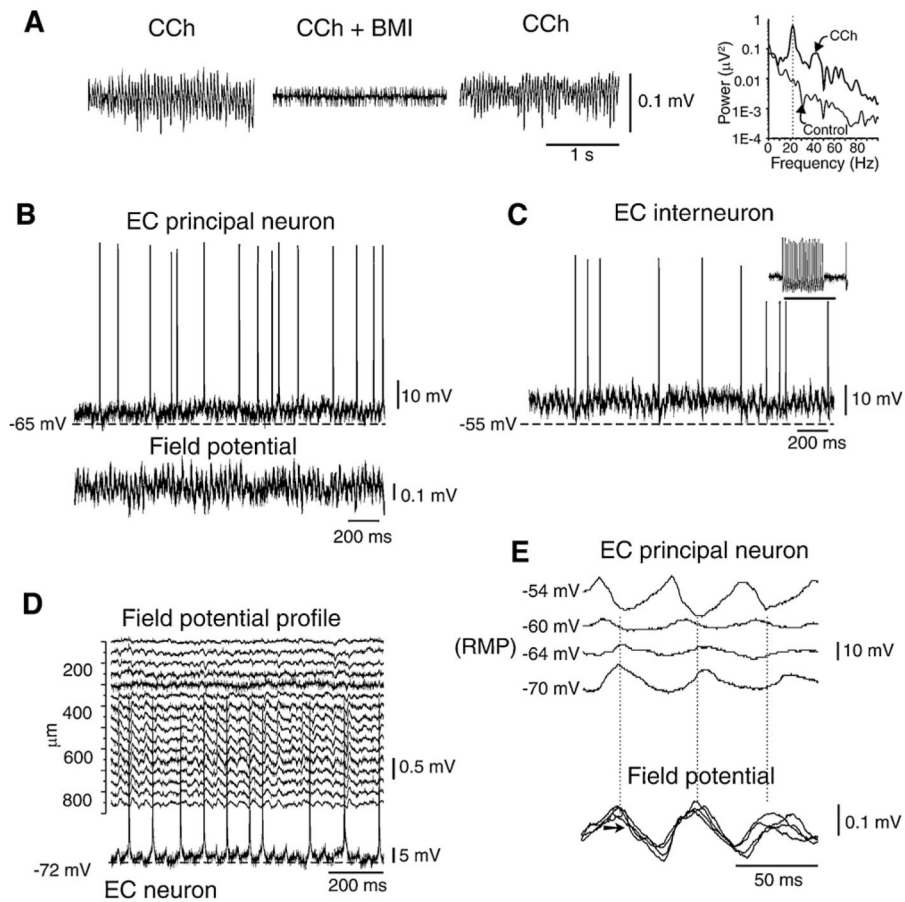 A
CCh
CCh + BMI
CCh
0.1 mV
1 s
Power (µV²)
1
0.1
0.01
1E-3
1E-4
CCh
Control
0 20 40 60 80
Frequency (Hz)
B
EC principal neuron
10 mV
-65 mV
Field potential
0.1 mV
200 ms
C
EC interneuron
10 mV
-55 mV
200 ms
D
Field potential profile
200
400
600
800
µm
0.5 mV
5 mV
-72 mV
EC neuron
200 ms
E
EC principal neuron
-54 mV
-60 mV
(RMP)
-64 mV
-70 mV
10 mV
Field potential
0.1 mV
50 ms